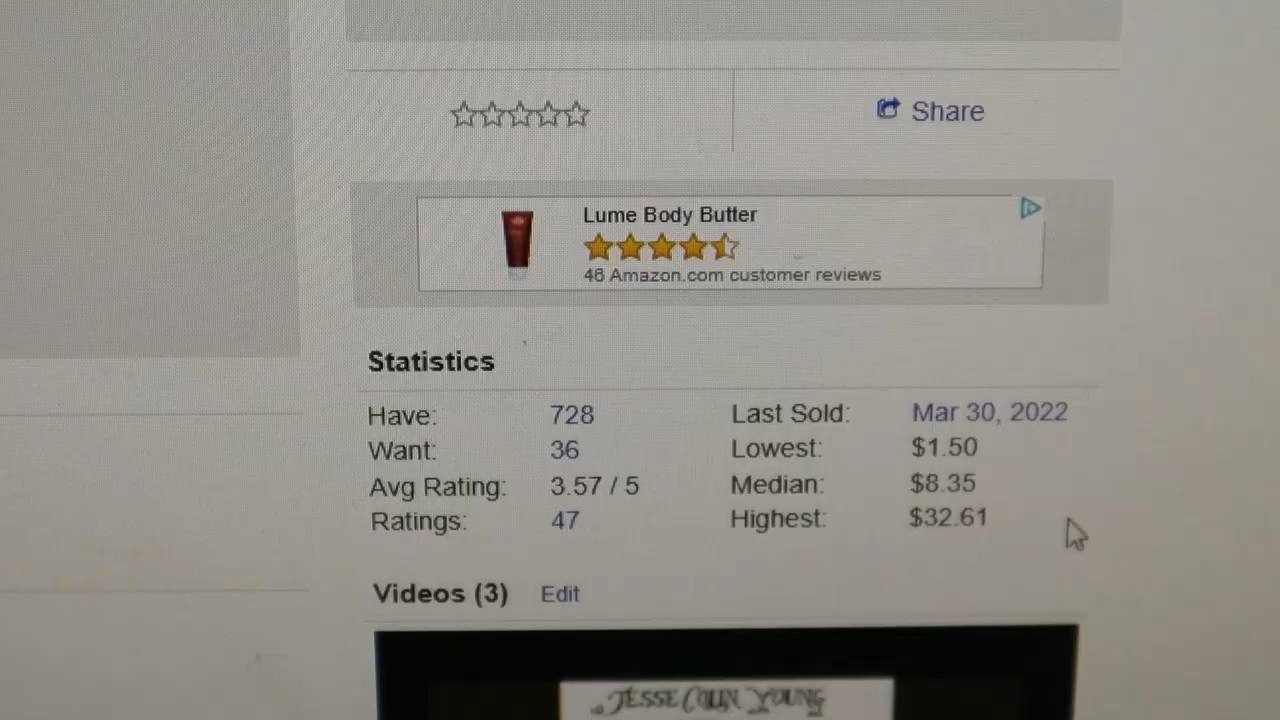 Share
Lume Body Butter
46 Amazon.com customer reviews
Statistics
Have: 728 Last Sold: Mar 30, 2022
Want: 36 Lowest: $1.50
Avg Rating: 3.57 / 5 Median: $8.35
Ratings: 47 Highest: $32.61
Videos (3) Edit
JESSE COLIN YOUNG